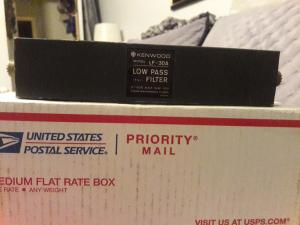 KENWOOD
MODEL LF-30A
LOW PASS
FILTER
UNITED STATES
POSTAL SERVICE®
PRIORITY®
MAIL
MEDIUM FLAT RATE BOX
RATE ■ ANY WEIGHT
VISIT US AT USPS.COM®